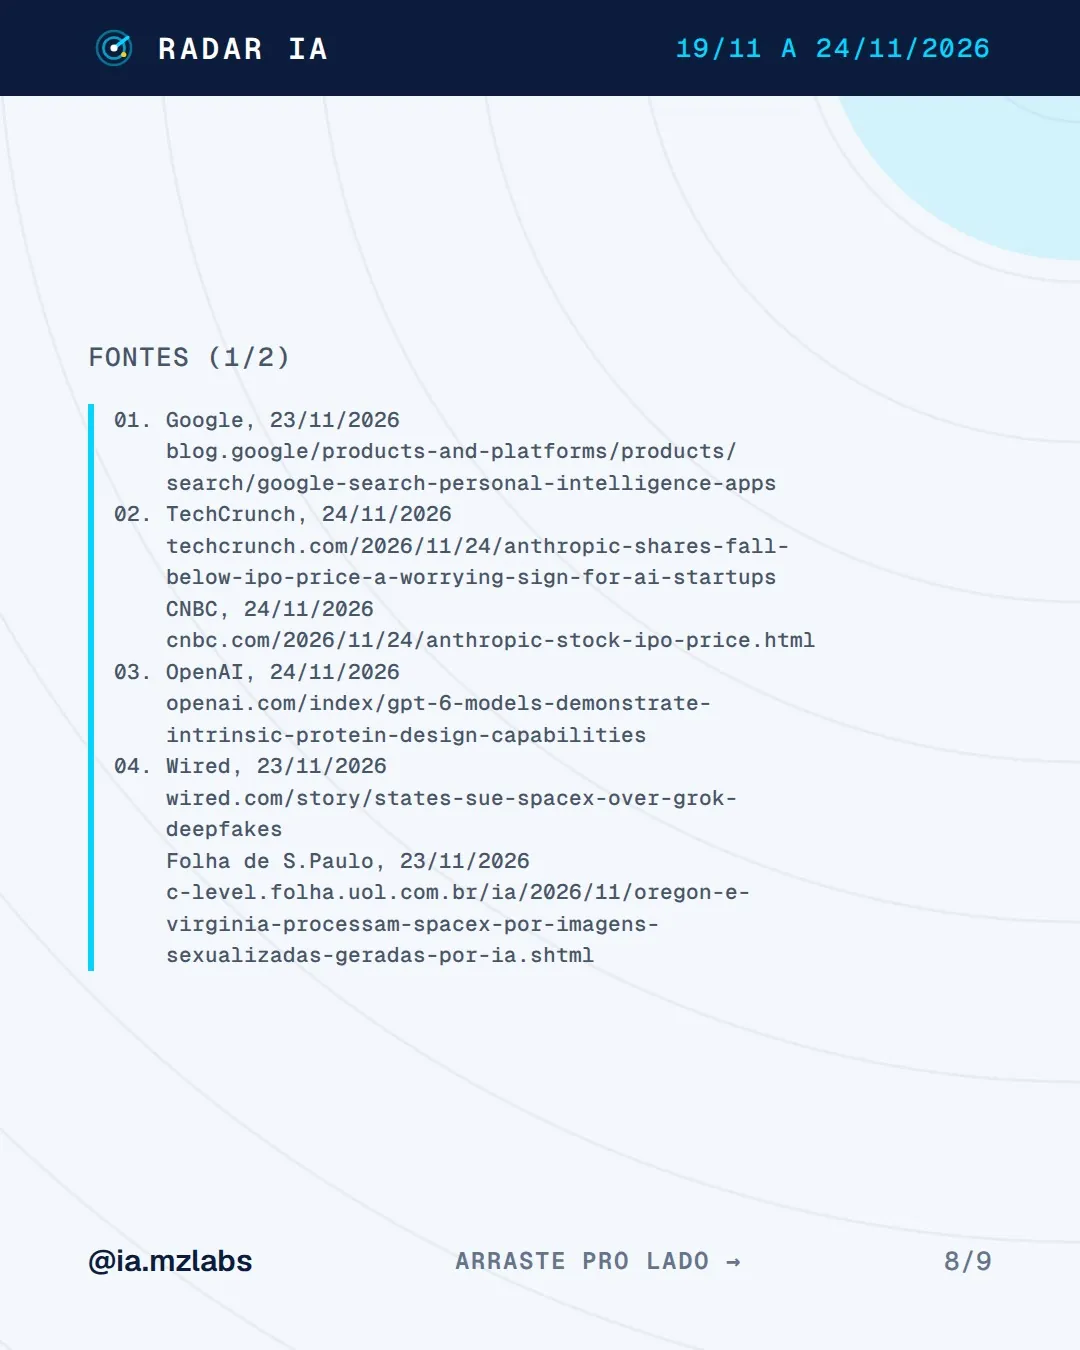 RADAR IA
19/11 A 24/11/2026
FONTES (1/2)
01. Google, 23/11/2026
blog.google/products-and-platforms/products/
search/google-search-personal-intelligence-apps
02. TechCrunch, 24/11/2026
techcrunch.com/2026/11/24/anthropic-shares-fall-
below-ipo-price-a-worrying-sign-for-ai-startups
CNBC, 24/11/2026
cnbc.com/2026/11/24/anthropic-stock-ipo-price.html
03. OpenAI, 24/11/2026
openai.com/index/gpt-6-models-demonstrate-
intrinsic-protein-design-capabilities
04. Wired, 23/11/2026
wired.com/story/states-sue-spacex-over-grok-
deepfakes
Folha de S.Paulo, 23/11/2026
c-level.folha.uol.com.br/ia/2026/11/oregon-e-
virginia-processam-spacex-por-imagens-
sexualizadas-geradas-por-ia.shtml
@ia.mzlabs
ARRASTE PRO LADO →
8/9